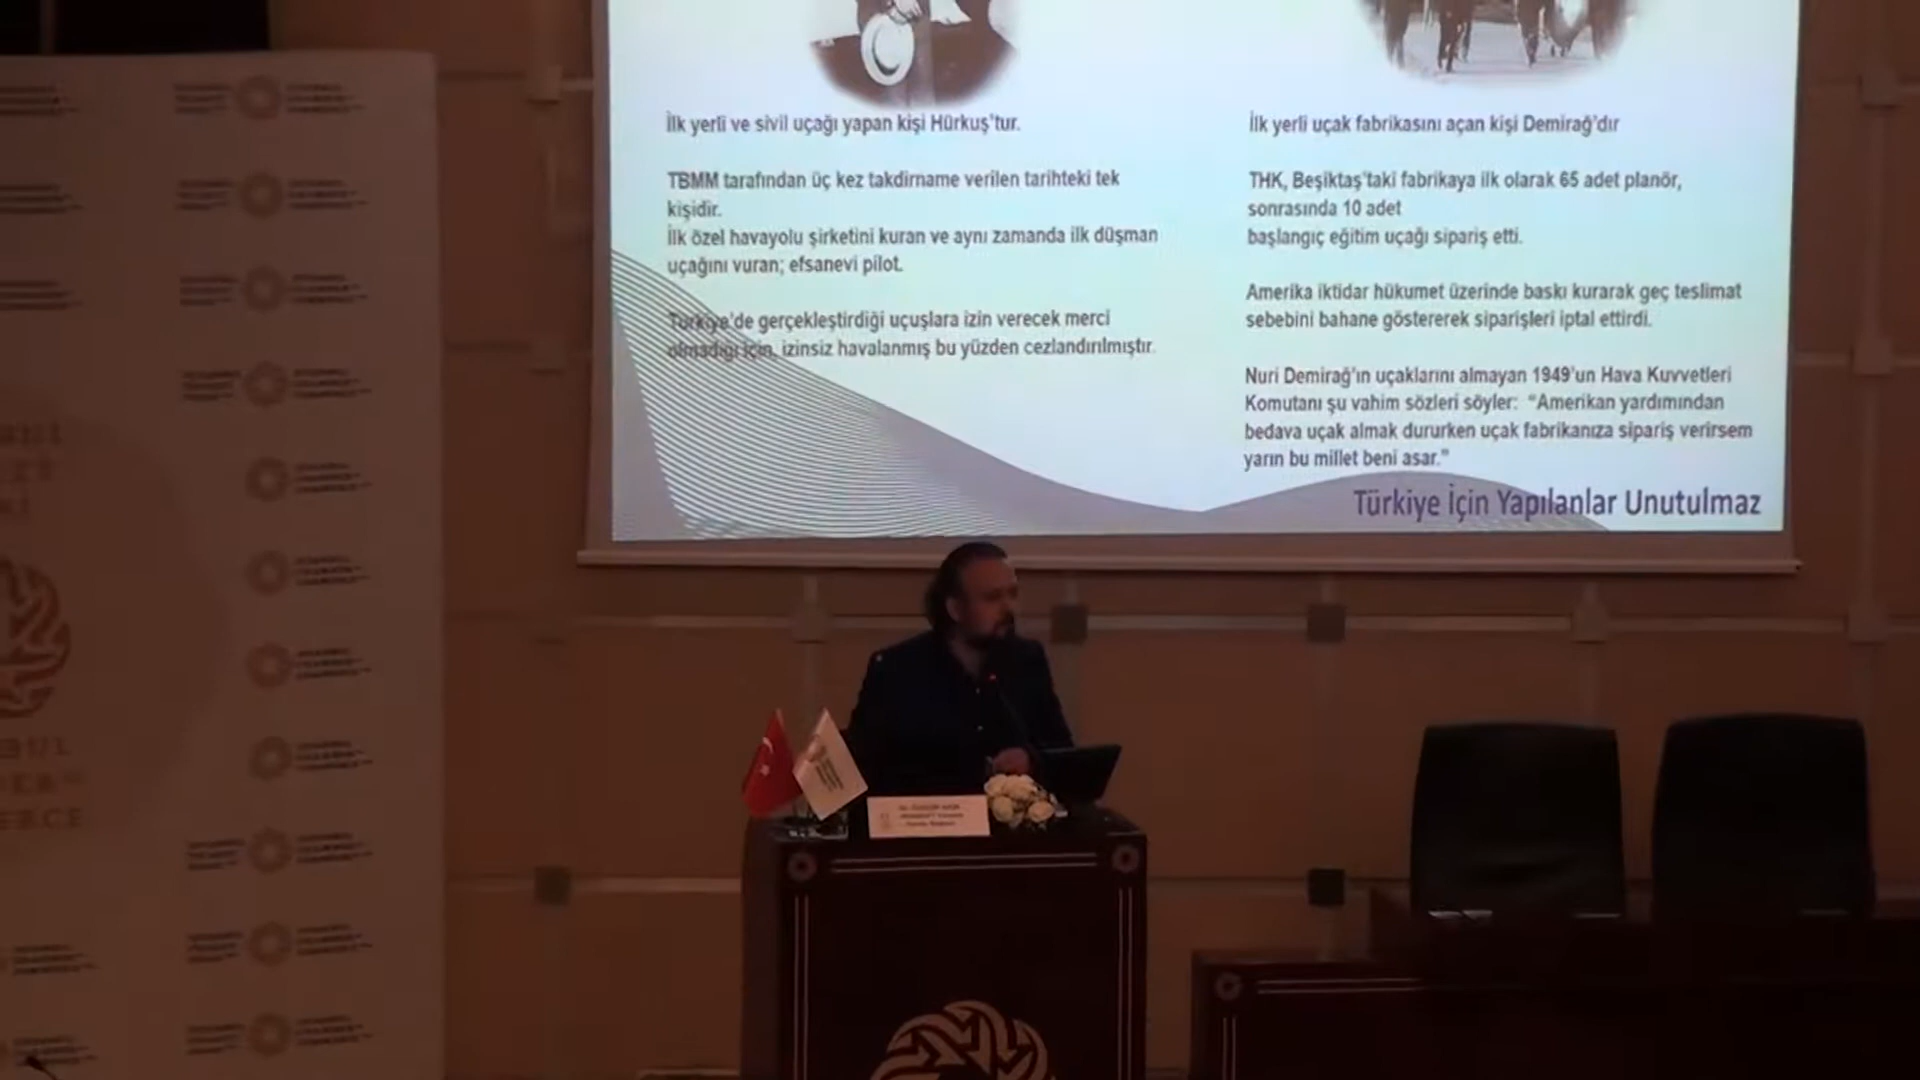 İlk yerli ve sivil uçağı yapan kişi Hürkuş'tur.
TBMM tarafından üç kez takdirname verilen tarihteki tek
kişidir.
İlk özel havayolu şirketini kuran ve aynı zamanda ilk düşman
uçağını vuran; efsanevi pilot.
Türkiye'de gerçekleştirdiği uçuşlara izin verecek merci
olmadığı için, izinsiz havalanmış bu yüzden cezlandırılmıştır.
İlk yerli uçak fabrikasını açan kişi Demirağ'dır
THK, Beşiktaş'taki fabrikaya ilk olarak 65 adet planör,
sonrasında 10 adet
başlangıç eğitim uçağı sipariş etti.
Amerika iktidar hükumet üzerinde baskı kurarak geç teslimat
sebebini bahane göstererek siparişleri iptal ettirdi.
Nuri Demirağ'ın uçaklarını almayan 1949'un Hava Kuvvetleri
Komutanı şu vahim sözleri söyler: "Amerikan yardımından
bedava uçak almak dururken uçak fabrikanıza sipariş verirsem
yarın bu millet beni asar."
Türkiye İçin Yapılanlar Unutulmaz